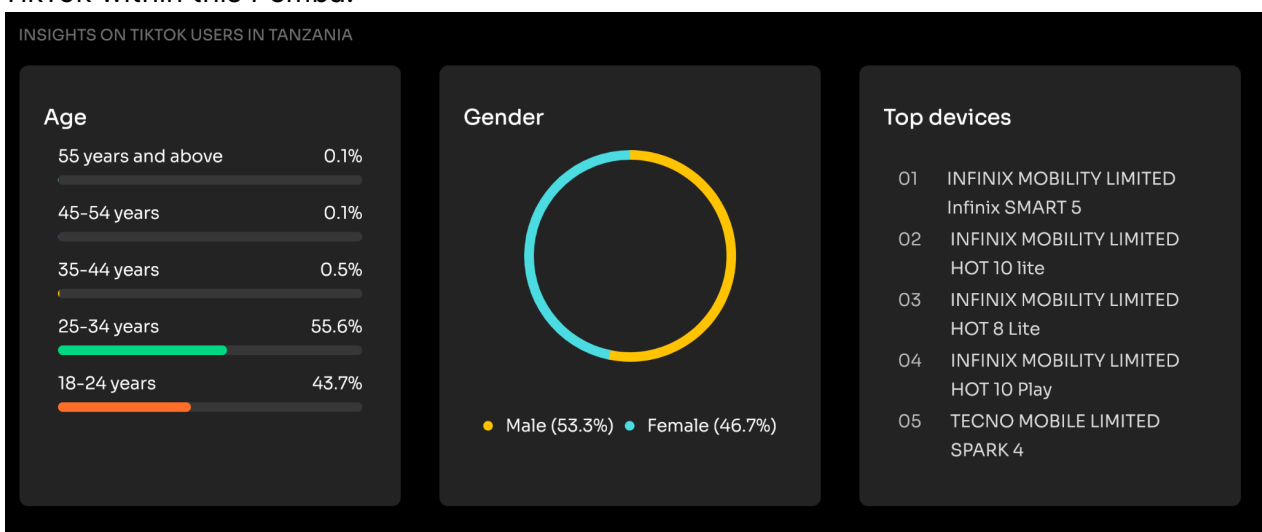 TikTok within this Pemba.
INSIGHTS ON TIKTOK USERS IN TANZANIA
Age
55 years and above 0.1%
45-54 years 0.1%
35-44 years 0.5%
25-34 years 55.6%
18-24 years 43.7%
Gender
Male (53.3%) Female (46.7%)
Top devices
01 INFINIX MOBILITY LIMITED
Infinix SMART 5
02 INFINIX MOBILITY LIMITED
HOT 10 lite
03 INFINIX MOBILITY LIMITED
HOT 8 Lite
04 INFINIX MOBILITY LIMITED
HOT 10 Play
05 TECNO MOBILE LIMITED
SPARK 4